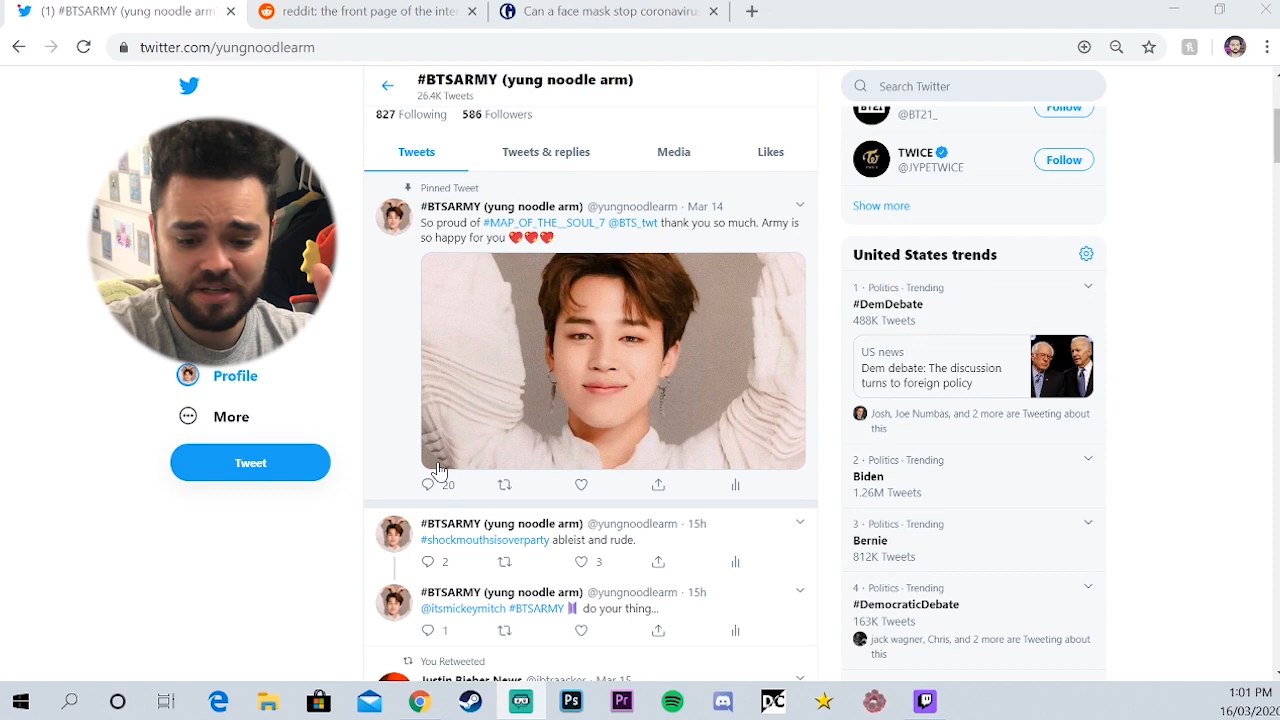 (1) #BTSARMY (yung noodle arm)
reddit: the front page of the inter
Can a face mask stop coronavirus
twitter.com/yungnoodlearm
#BTSARMY (yung noodle arm)
26.4K Tweets
827 Following 586 Followers
Tweets Tweets & replies Media Likes
Pinned Tweet
#BTSARMY (yung noodle arm) @yungnoodlearm · Mar 14
So proud of #MAP_OF_THE__SOUL_7 @BTS_twt thank you so much. Army is
so happy for you ❤️❤️❤️
20
#BTSARMY (yung noodle arm) @yungnoodlearm · 15h
#shockmouthsisoverparty ableist and rude.
2 3
#BTSARMY (yung noodle arm) @yungnoodlearm · 15h
@itsmickeymitch #BTSARMY do your thing...
1
You Retweeted
Profile
More
Tweet
Search Twitter
@BT21_
Follow
TWICE
@JYPETWICE
Follow
Show more
United States trends
1 · Politics · Trending
#DemDebate
488K Tweets
US news
Dem debate: The discussion
turns to foreign policy
Josh, Joe Numbas, and 2 more are Tweeting about
this
2 · Politics · Trending
Biden
1.26M Tweets
3 · Politics · Trending
Bernie
812K Tweets
4 · Politics · Trending
#DemocraticDebate
163K Tweets
jack wagner, Chris, and 2 more are Tweeting about
this
1:01 PM
16/03/2020